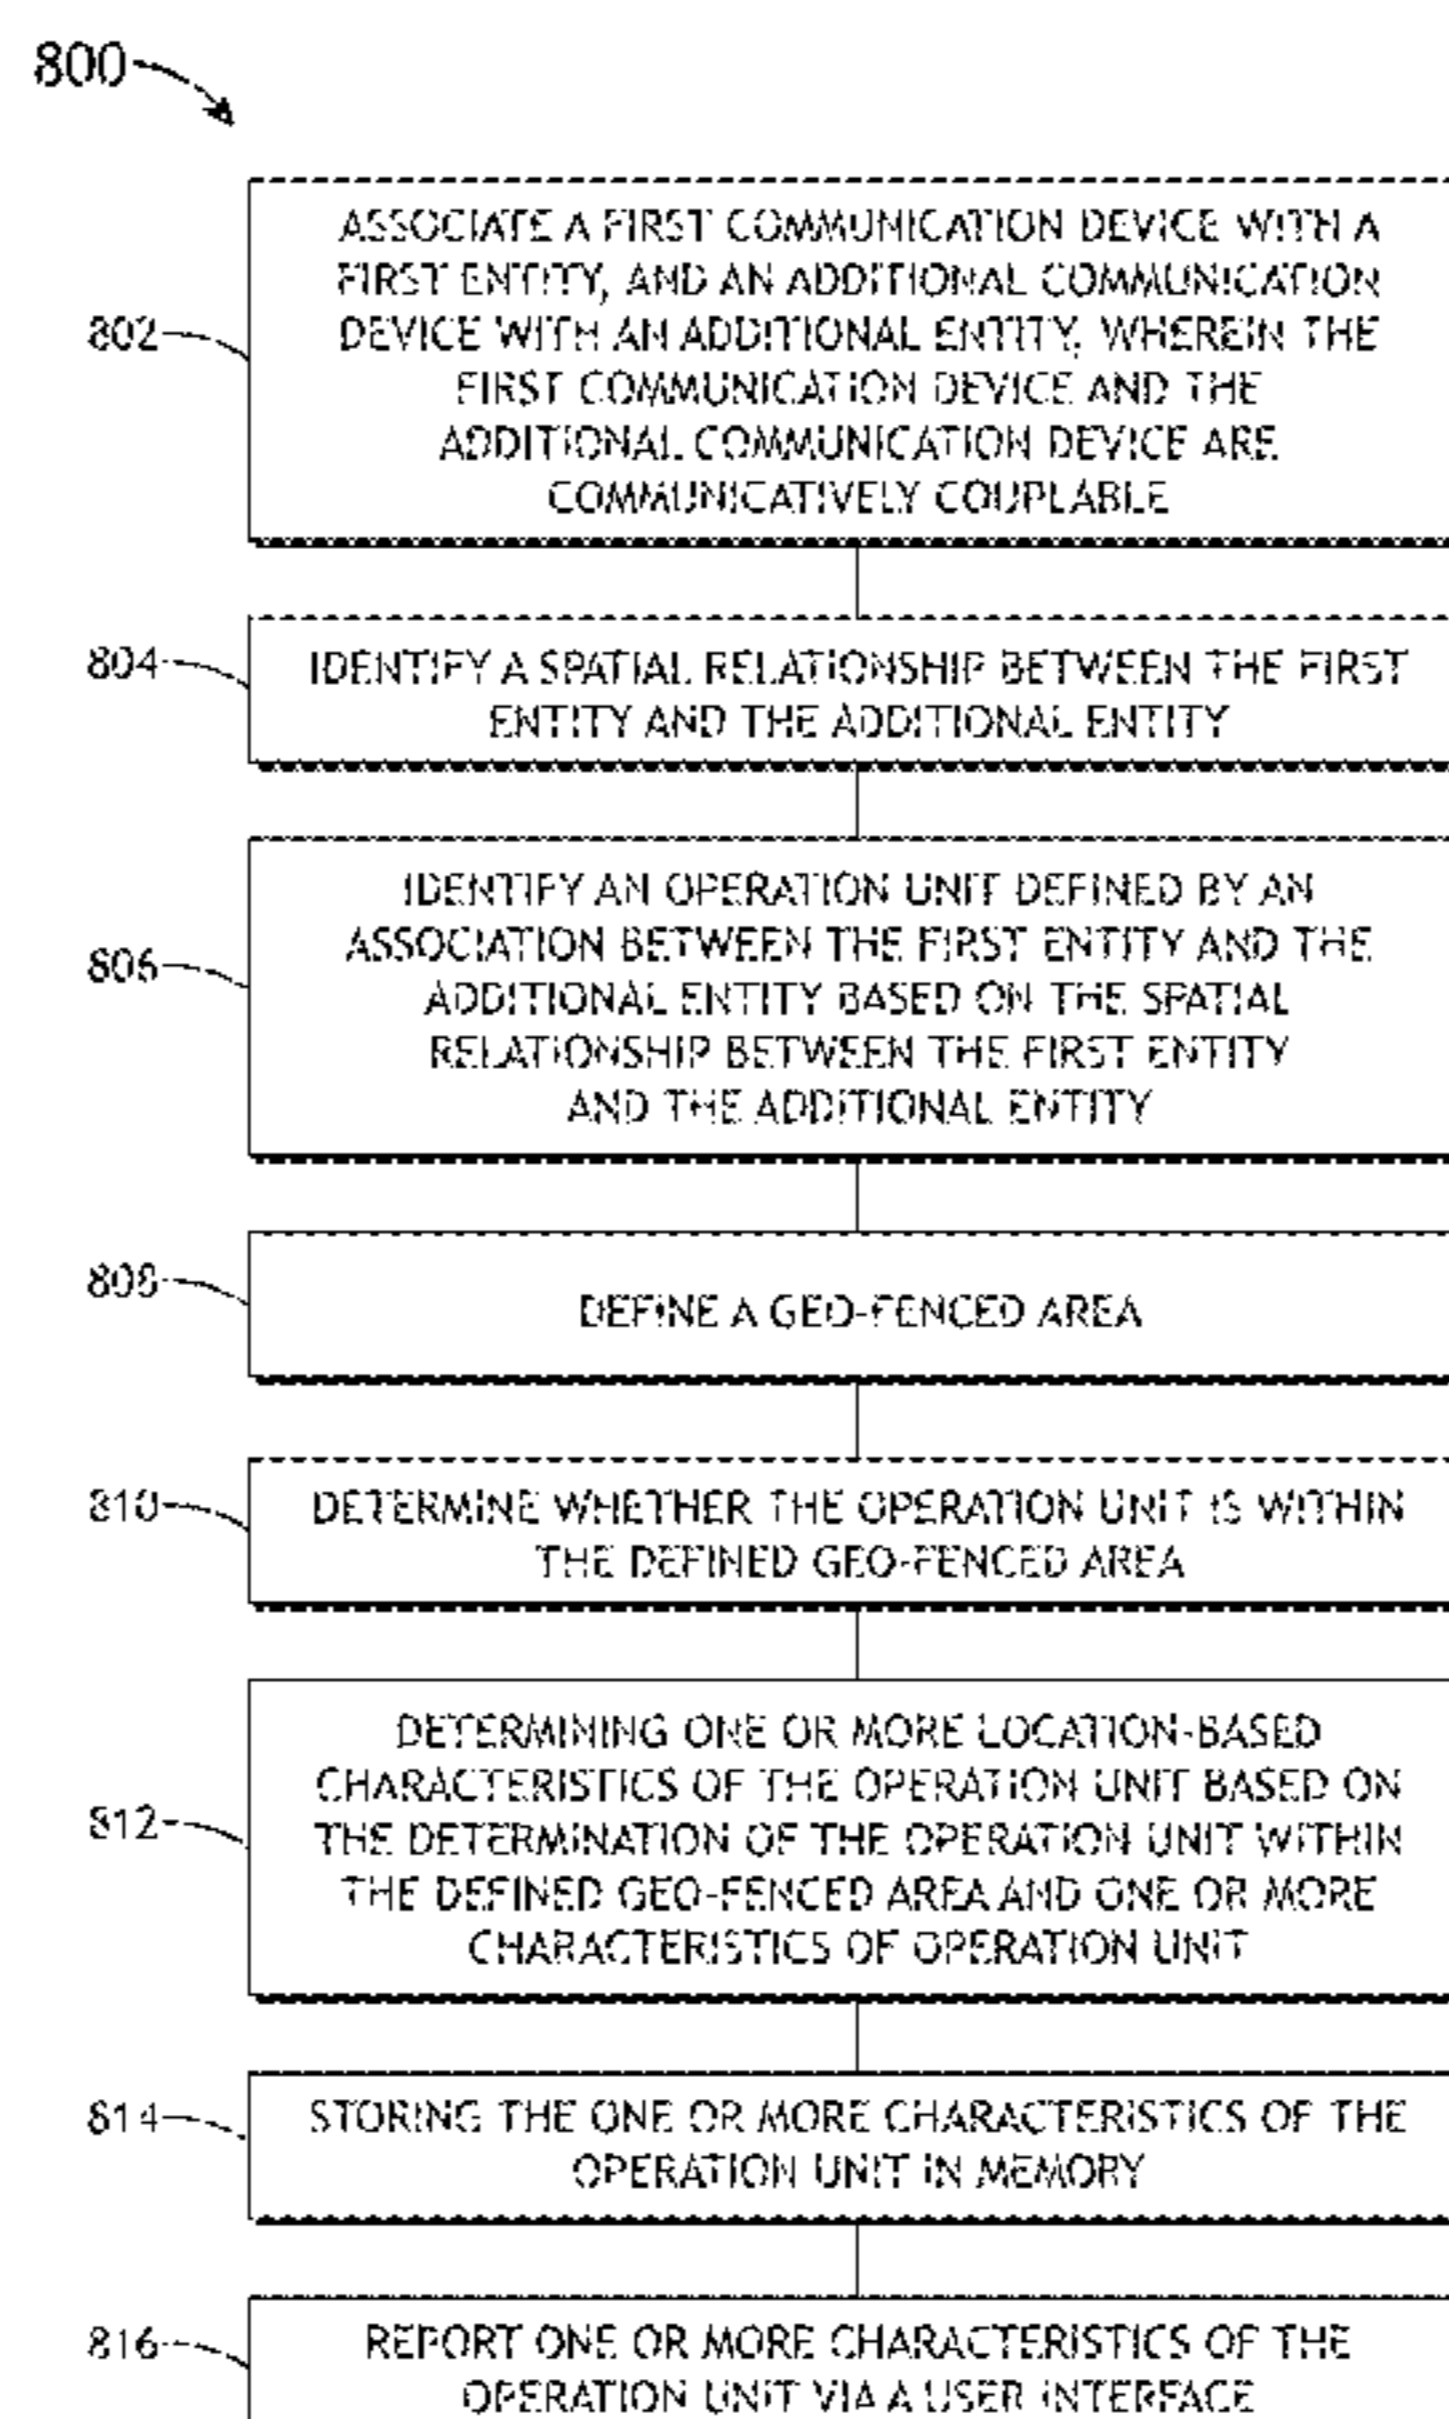 800
802
ASSOCIATE A FIRST COMMUNICATION DEVICE WITH A
FIRST ENTITY, AND AN ADDITIONAL COMMUNICATION
DEVICE WITH AN ADDITIONAL ENTITY, WHEREIN THE
FIRST COMMUNICATION DEVICE AND THE
ADDITIONAL COMMUNICATION DEVICE ARE
COMMUNICATIVELY COUPLABLE
804
IDENTIFY A SPATIAL RELATIONSHIP BETWEEN THE FIRST
ENTITY AND THE ADDITIONAL ENTITY
806
IDENTIFY AN OPERATION UNIT DEFINED BY AN
ASSOCIATION BETWEEN THE FIRST ENTITY AND THE
ADDITIONAL ENTITY BASED ON THE SPATIAL
RELATIONSHIP BETWEEN THE FIRST ENTITY
AND THE ADDITIONAL ENTITY
808
DEFINE A GEO-FENCED AREA
810
DETERMINE WHETHER THE OPERATION UNIT IS WITHIN
THE DEFINED GEO-FENCED AREA
812
DETERMINING ONE OR MORE LOCATION-BASED
CHARACTERISTICS OF THE OPERATION UNIT BASED ON
THE DETERMINATION OF THE OPERATION UNIT WITHIN
THE DEFINED GEO-FENCED AREA AND ONE OR MORE
CHARACTERISTICS OF OPERATION UNIT
814
STORING THE ONE OR MORE CHARACTERISTICS OF THE
OPERATION UNIT IN MEMORY
816
REPORT ONE OR MORE CHARACTERISTICS OF THE
OPERATION UNIT VIA A USER INTERFACE